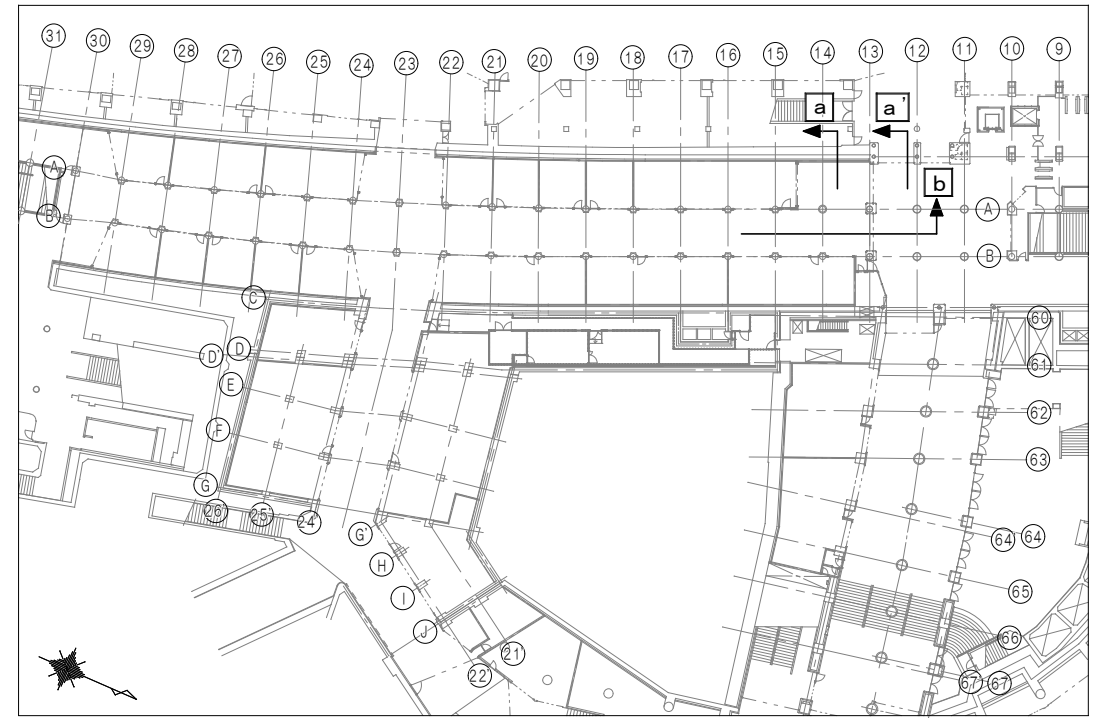 31 30 29 28 27 26 25 24 23 22 21 20 19 18 17 16 15 14 13 12 11 10 9
a a'
b
A A
B' B
C
D' D
E
F
G
26' 25' 24'
G'
H
I
J
22' 21'
60
61
62
63
64 64
65
66
67 67